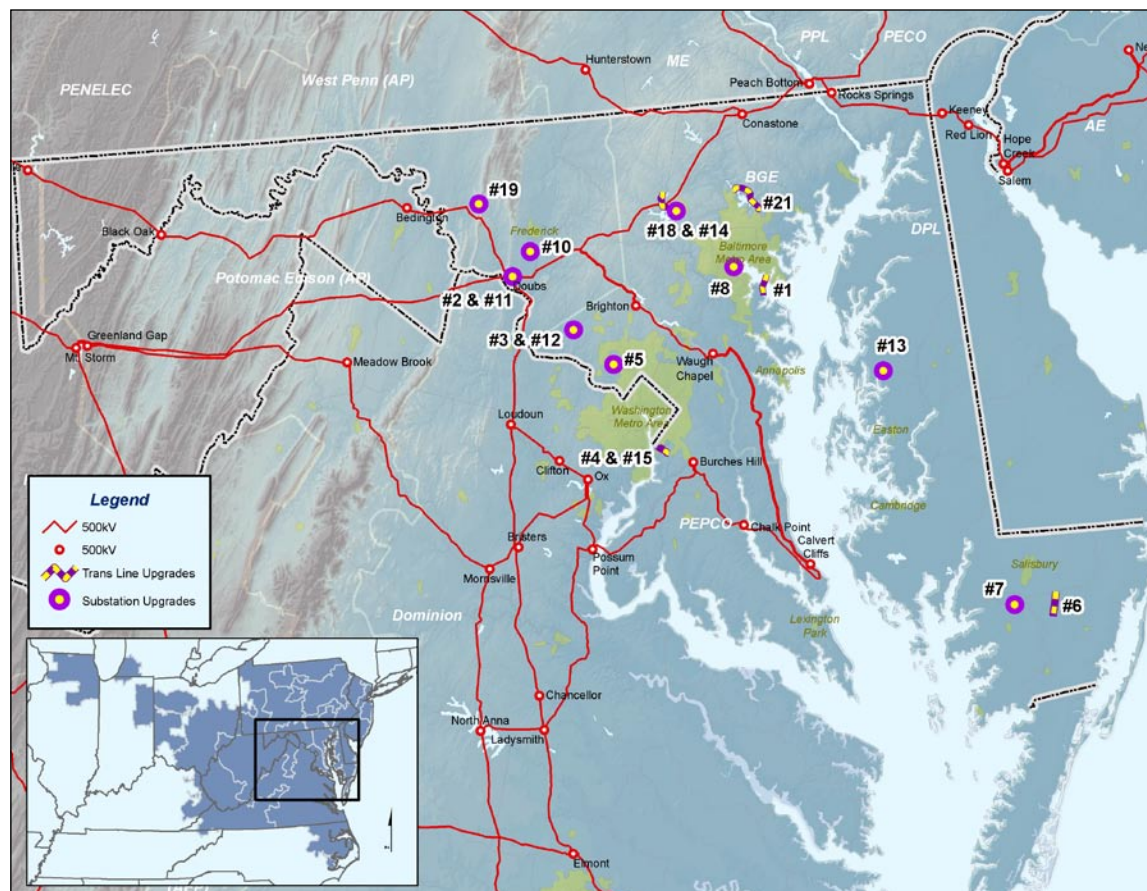 PPL
PECO
Hunterstown
ME
West Penn (AP)
PENELEC
Peach Bottom
Rocks Springs
Conastone
Keeney
Red Lion
Hope
Creek
Salem
AE
BGE
#19
#21
Bedington
Black Oak
Frederick
#18 & #14
DPL
#10
Baltimore
Metro Area
Potomac Edison (AP)
Doubs
#8
#1
#2 & #11
Brighton
#3 & #12
Greenland Gap
Mt. Storm
Meadow Brook
#5
Waugh
Chapel
Annapolis
#13
Washington
Metro Area
Loudoun
Easton
#4 & #15
Clifton
Ox
Burches Hill
Cambridge
PEPCO
Chalk Point
Calvert
Cliffs
Bristers
Possum
Point
Morrisville
Salisbury
#7
#6
Dominion
Lexington
Park
Legend
500kV
500kV
Trans Line Upgrades
Substation Upgrades
Chancellor
North Anna
Ladysmith
Elmont